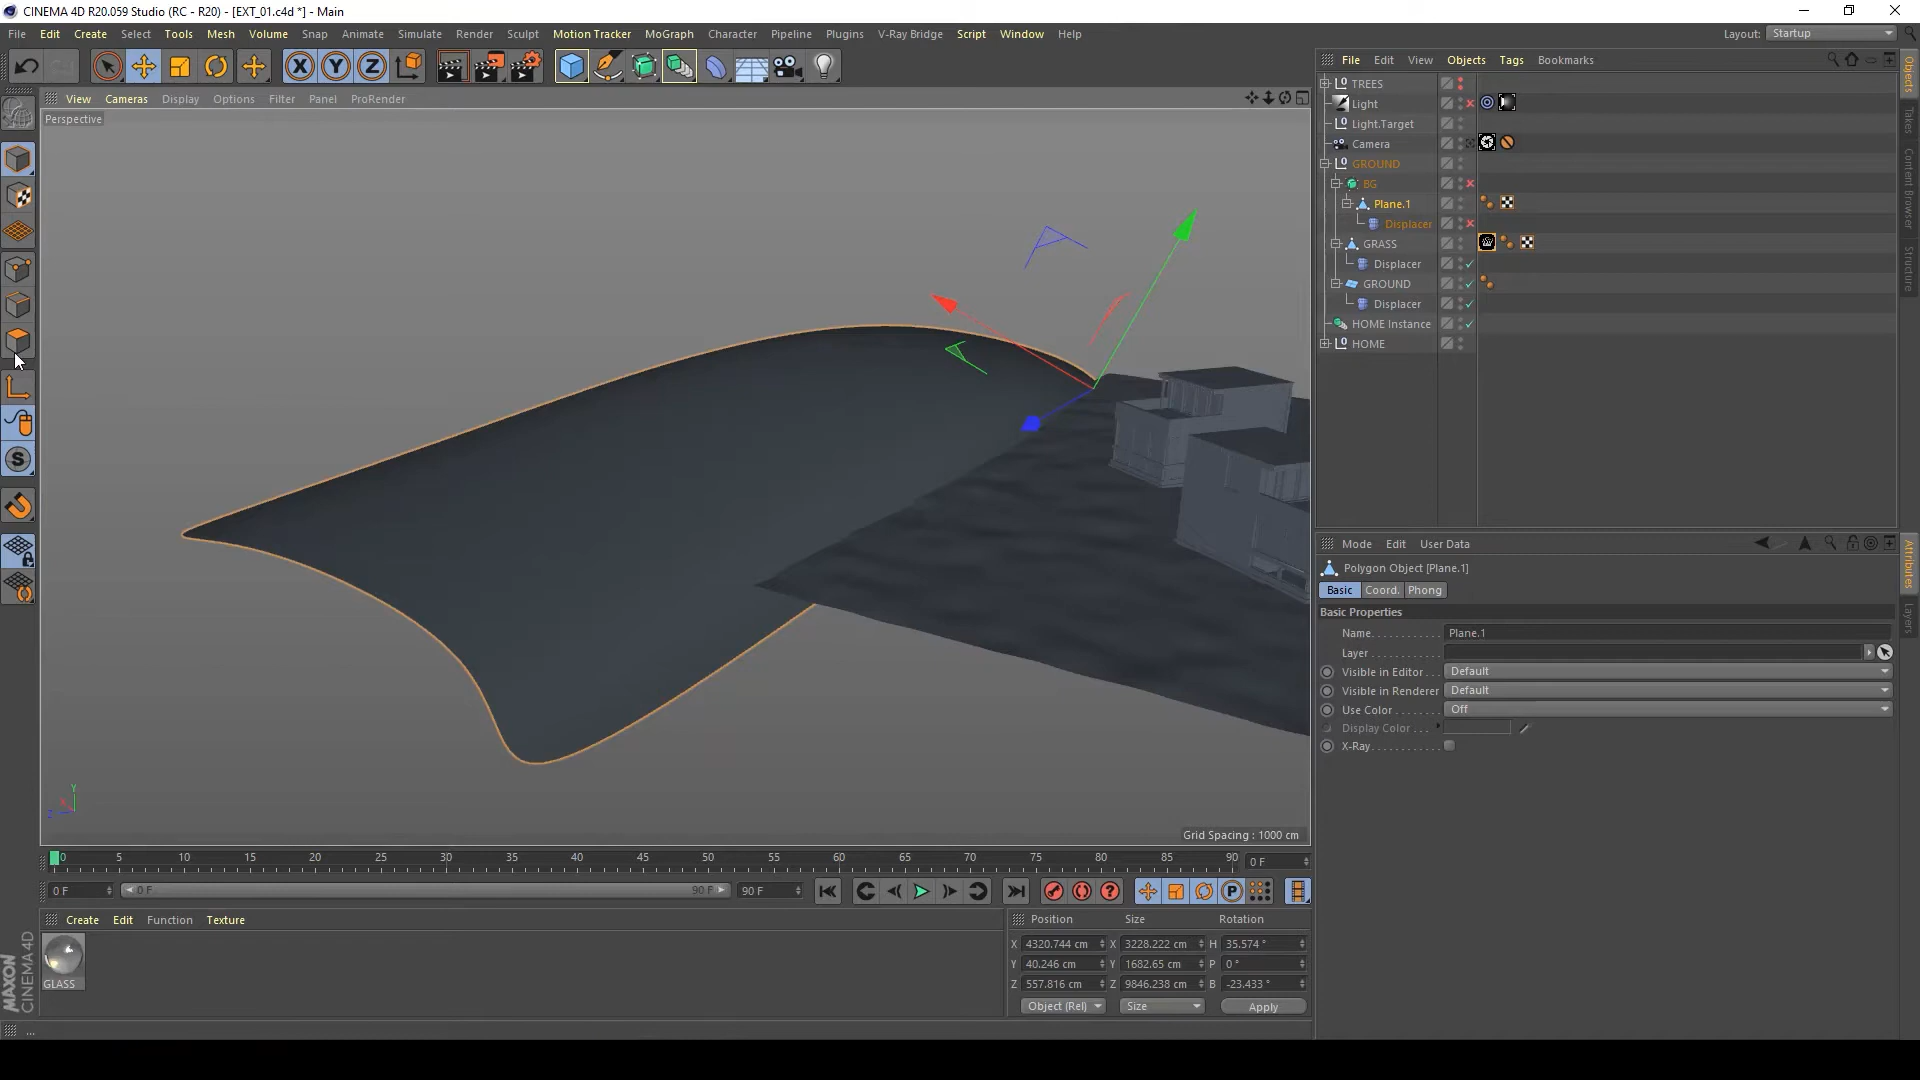 CINEMA 4D R20.059 Studio (RC - R20) - [EXT_01.c4d *] - Main
File Edit Create Select Tools Mesh Volume Snap Animate Simulate Render Sculpt Motion Tracker MoGraph Character Pipeline Plugins V-Ray Bridge Script Window Help
Layout: Startup
X Y Z
File Edit View Objects Tags Bookmarks
View Cameras Display Options Filter Panel ProRender
Perspective
TREES
Light
Light.Target
Camera
GROUND
BG
Plane.1
Displacer
GRASS
Displacer
GROUND
Displacer
HOME Instance
HOME
Objects
Takes
Content Browser
Structure
Mode Edit User Data
Polygon Object [Plane.1]
Basic Coord. Phong
Basic Properties
Name Plane.1
Layer
Visible in Editor Default
Visible in Renderer Default
Use Color Off
Display Color
X-Ray
Attributes
Layers
S
Y
X
Z
Grid Spacing : 1000 cm
0 5 10 15 20 25 30 35 40 45 50 55 60 65 70 75 80 85 90 0 F
0 F 0 F 90 F 90 F
P
Create Edit Function Texture
GLASS
Position Size Rotation
X 4320.744 cm X 3228.222 cm H 35.574 °
Y 40.246 cm Y 1682.65 cm P 0 °
Z 557.816 cm Z 9846.238 cm B -23.433 °
Object (Rel) Size Apply
MAXON
CINEMA 4D
...